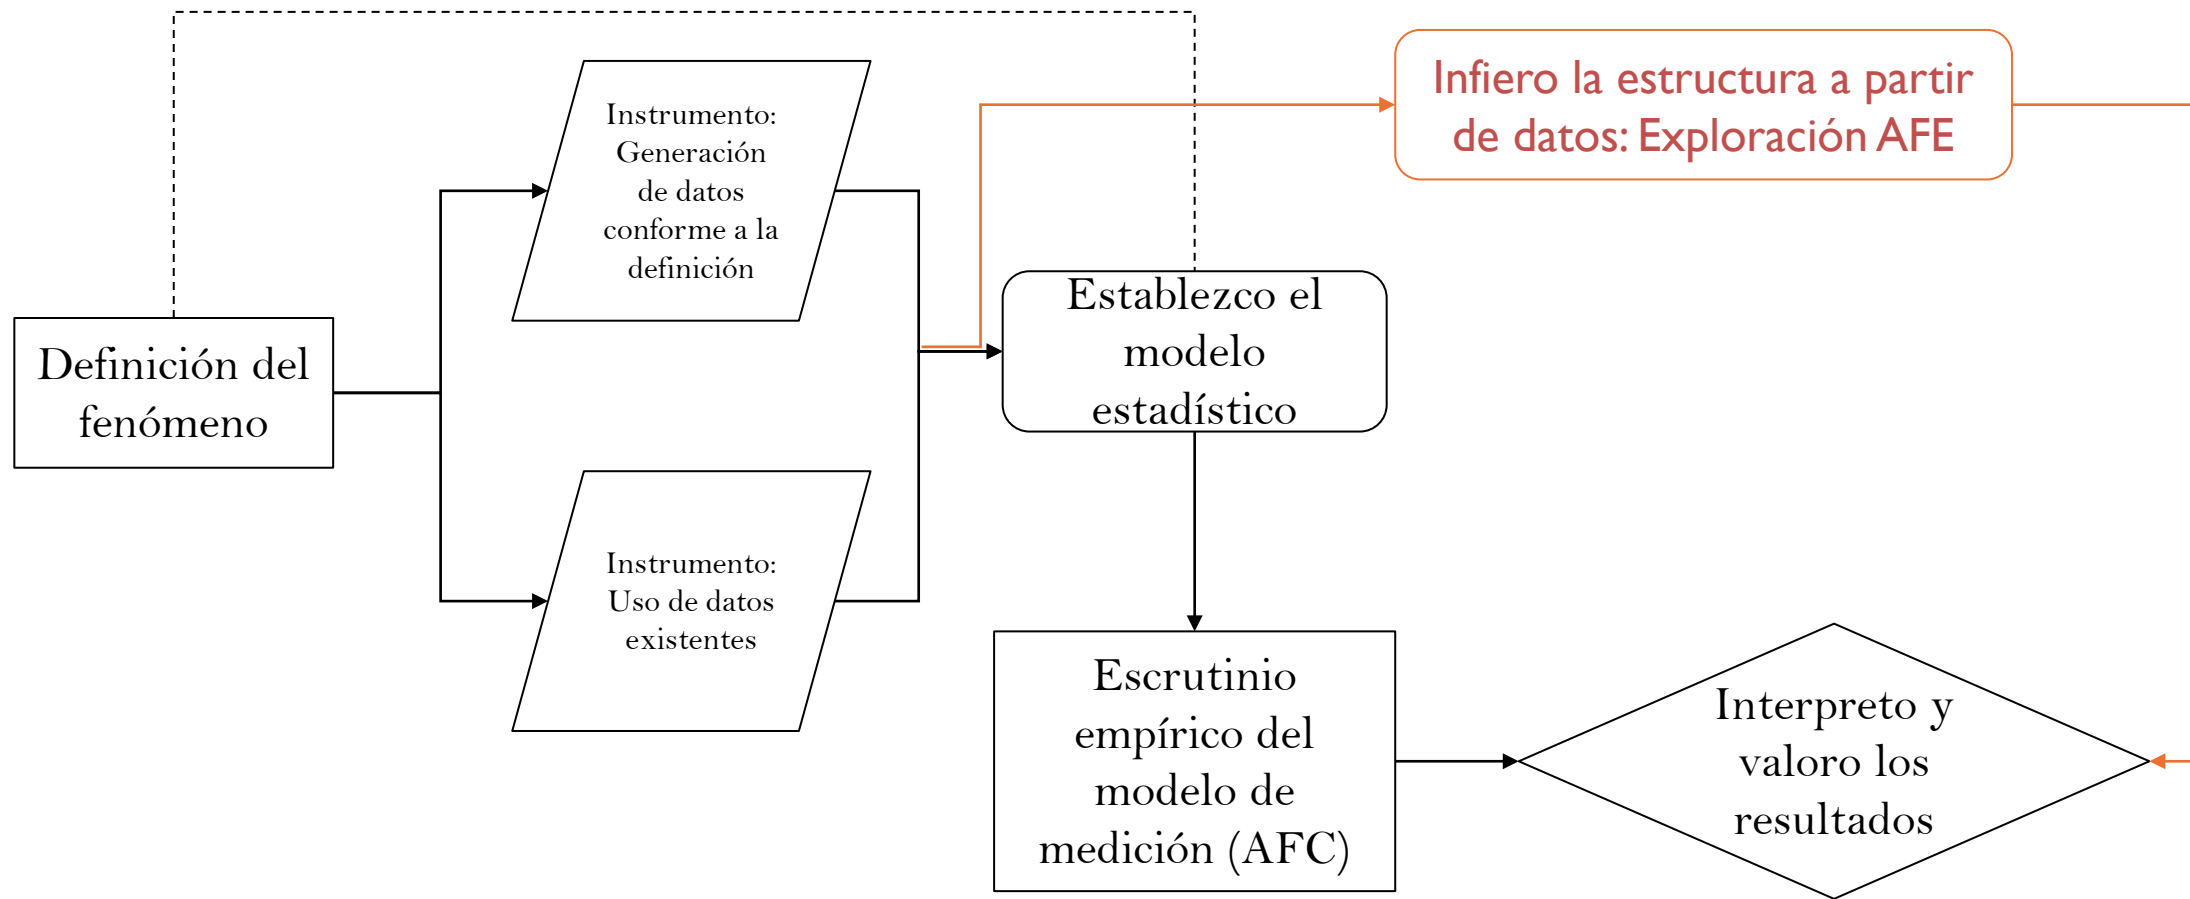 Infiero la estructura a partir
de datos: Exploración AFE
Instrumento:
Generación
de datos
conforme a la
definición
Establezco el
modelo
estadístico
Definición del
fenómeno
Instrumento:
Uso de datos
existentes
Escrutinio
empírico del
modelo de
medición (AFC)
Interpreto y
valoro los
resultados